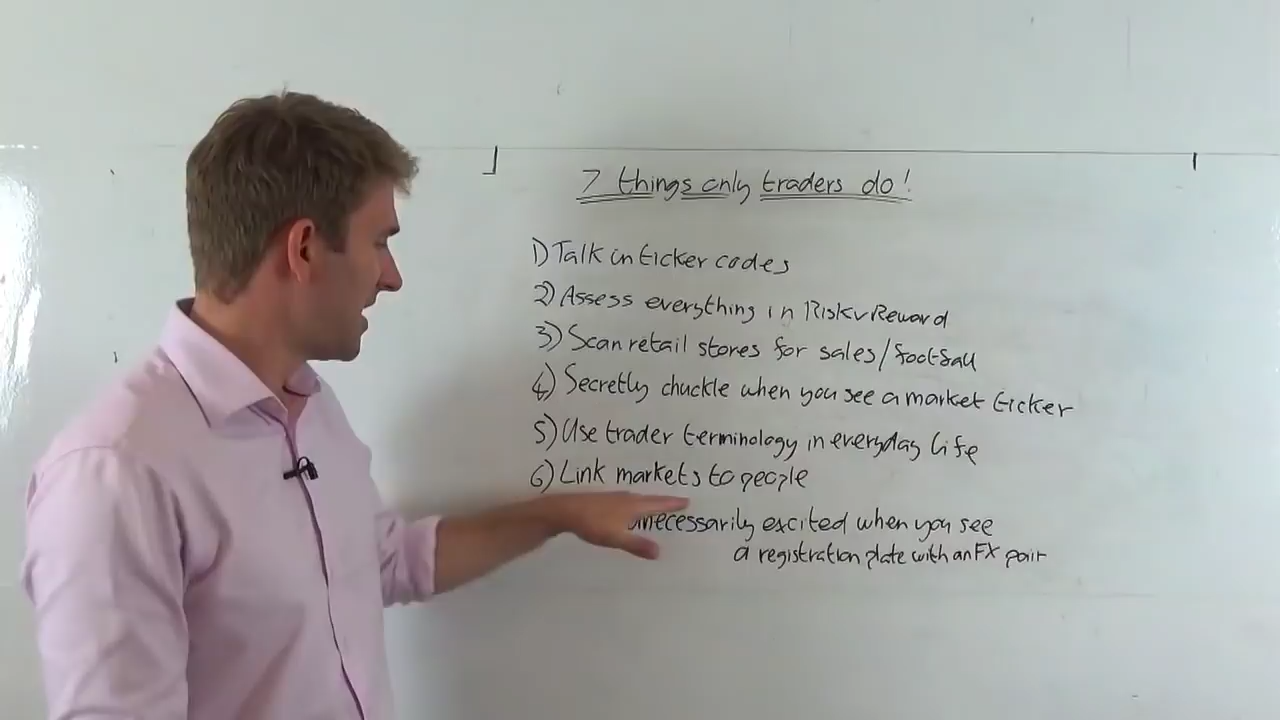 7 things only traders do!
1) Talk in ticker codes
2) Assess everything in Risk v Reward
3) Scan retail stores for sales/footfall
4) Secretly chuckle when you see a market ticker
5) Use trader terminology in everyday life
6) Link markets to people
unnecessarily excited when you see
a registration plate with an FX pair